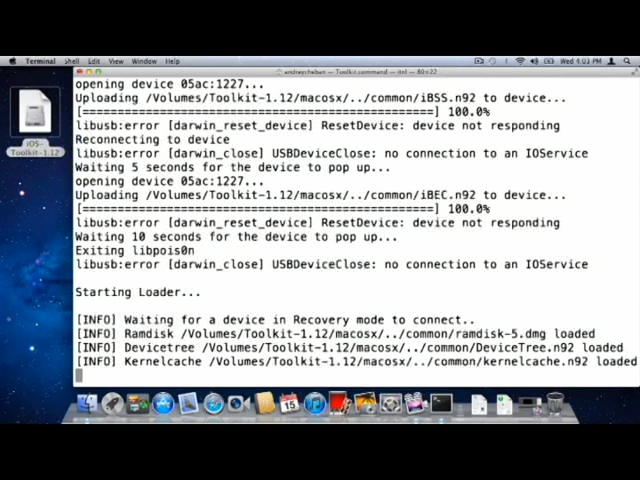 Terminal Shell Edit View Window Help Wed 4:03 PM
andreycheban — Toolkit.command — itnl — 80×22
opening device 05ac:1227...
Uploading /Volumes/Toolkit-1.12/macosx/../common/iBSS.n92 to device...
[==================================================] 100.0%
libusb:error [darwin_reset_device] ResetDevice: device not responding
Reconnecting to device
libusb:error [darwin_close] USBDeviceClose: no connection to an IOService
Waiting 5 seconds for the device to pop up...
opening device 05ac:1227...
Uploading /Volumes/Toolkit-1.12/macosx/../common/iBEC.n92 to device...
[==================================================] 100.0%
libusb:error [darwin_reset_device] ResetDevice: device not responding
Waiting 10 seconds for the device to pop up...
Exiting libpois0n
libusb:error [darwin_close] USBDeviceClose: no connection to an IOService
Starting Loader...
[INFO] Waiting for a device in Recovery mode to connect..
[INFO] Ramdisk /Volumes/Toolkit-1.12/macosx/../common/ramdisk-5.dmg loaded
[INFO] Devicetree /Volumes/Toolkit-1.12/macosx/../common/DeviceTree.n92 loaded
[INFO] Kernelcache /Volumes/Toolkit-1.12/macosx/../common/kernelcache.n92 loaded
iOS-
Toolkit-1.12
15